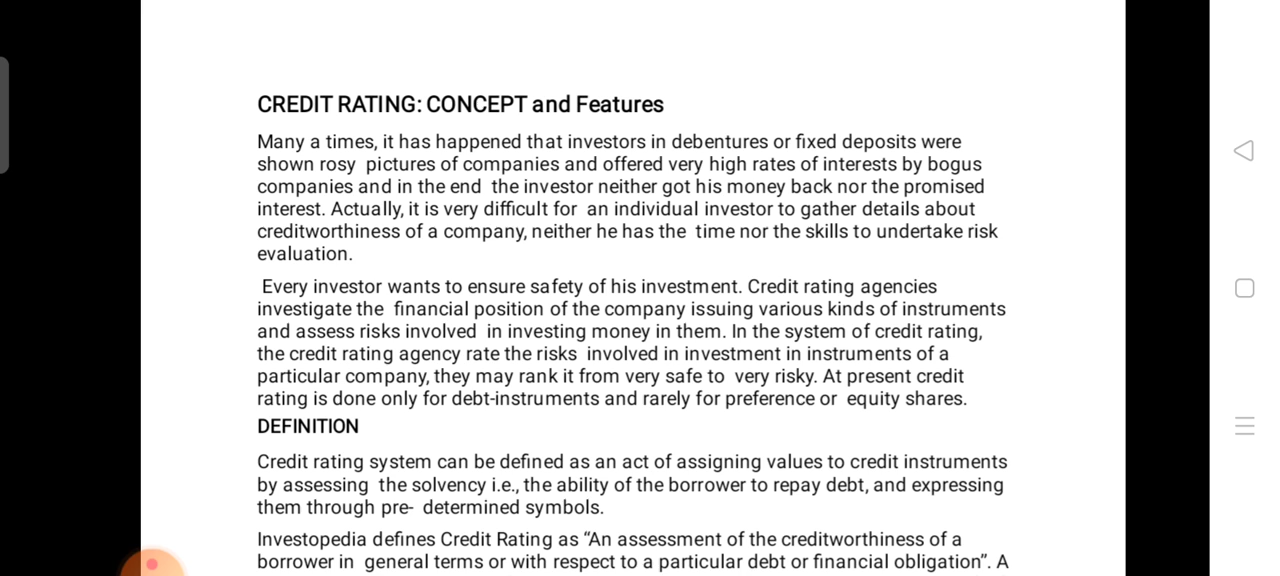 CREDIT RATING: CONCEPT and Features
Many a times, it has happened that investors in debentures or fixed deposits were
shown rosy pictures of companies and offered very high rates of interests by bogus
companies and in the end the investor neither got his money back nor the promised
interest. Actually, it is very difficult for an individual investor to gather details about
creditworthiness of a company, neither he has the time nor the skills to undertake risk
evaluation.
Every investor wants to ensure safety of his investment. Credit rating agencies
investigate the financial position of the company issuing various kinds of instruments
and assess risks involved in investing money in them. In the system of credit rating,
the credit rating agency rate the risks involved in investment in instruments of a
particular company, they may rank it from very safe to very risky. At present credit
rating is done only for debt-instruments and rarely for preference or equity shares.
DEFINITION
Credit rating system can be defined as an act of assigning values to credit instruments
by assessing the solvency i.e., the ability of the borrower to repay debt, and expressing
them through pre- determined symbols.
Investopedia defines Credit Rating as “An assessment of the creditworthiness of a
borrower in general terms or with respect to a particular debt or financial obligation”. A